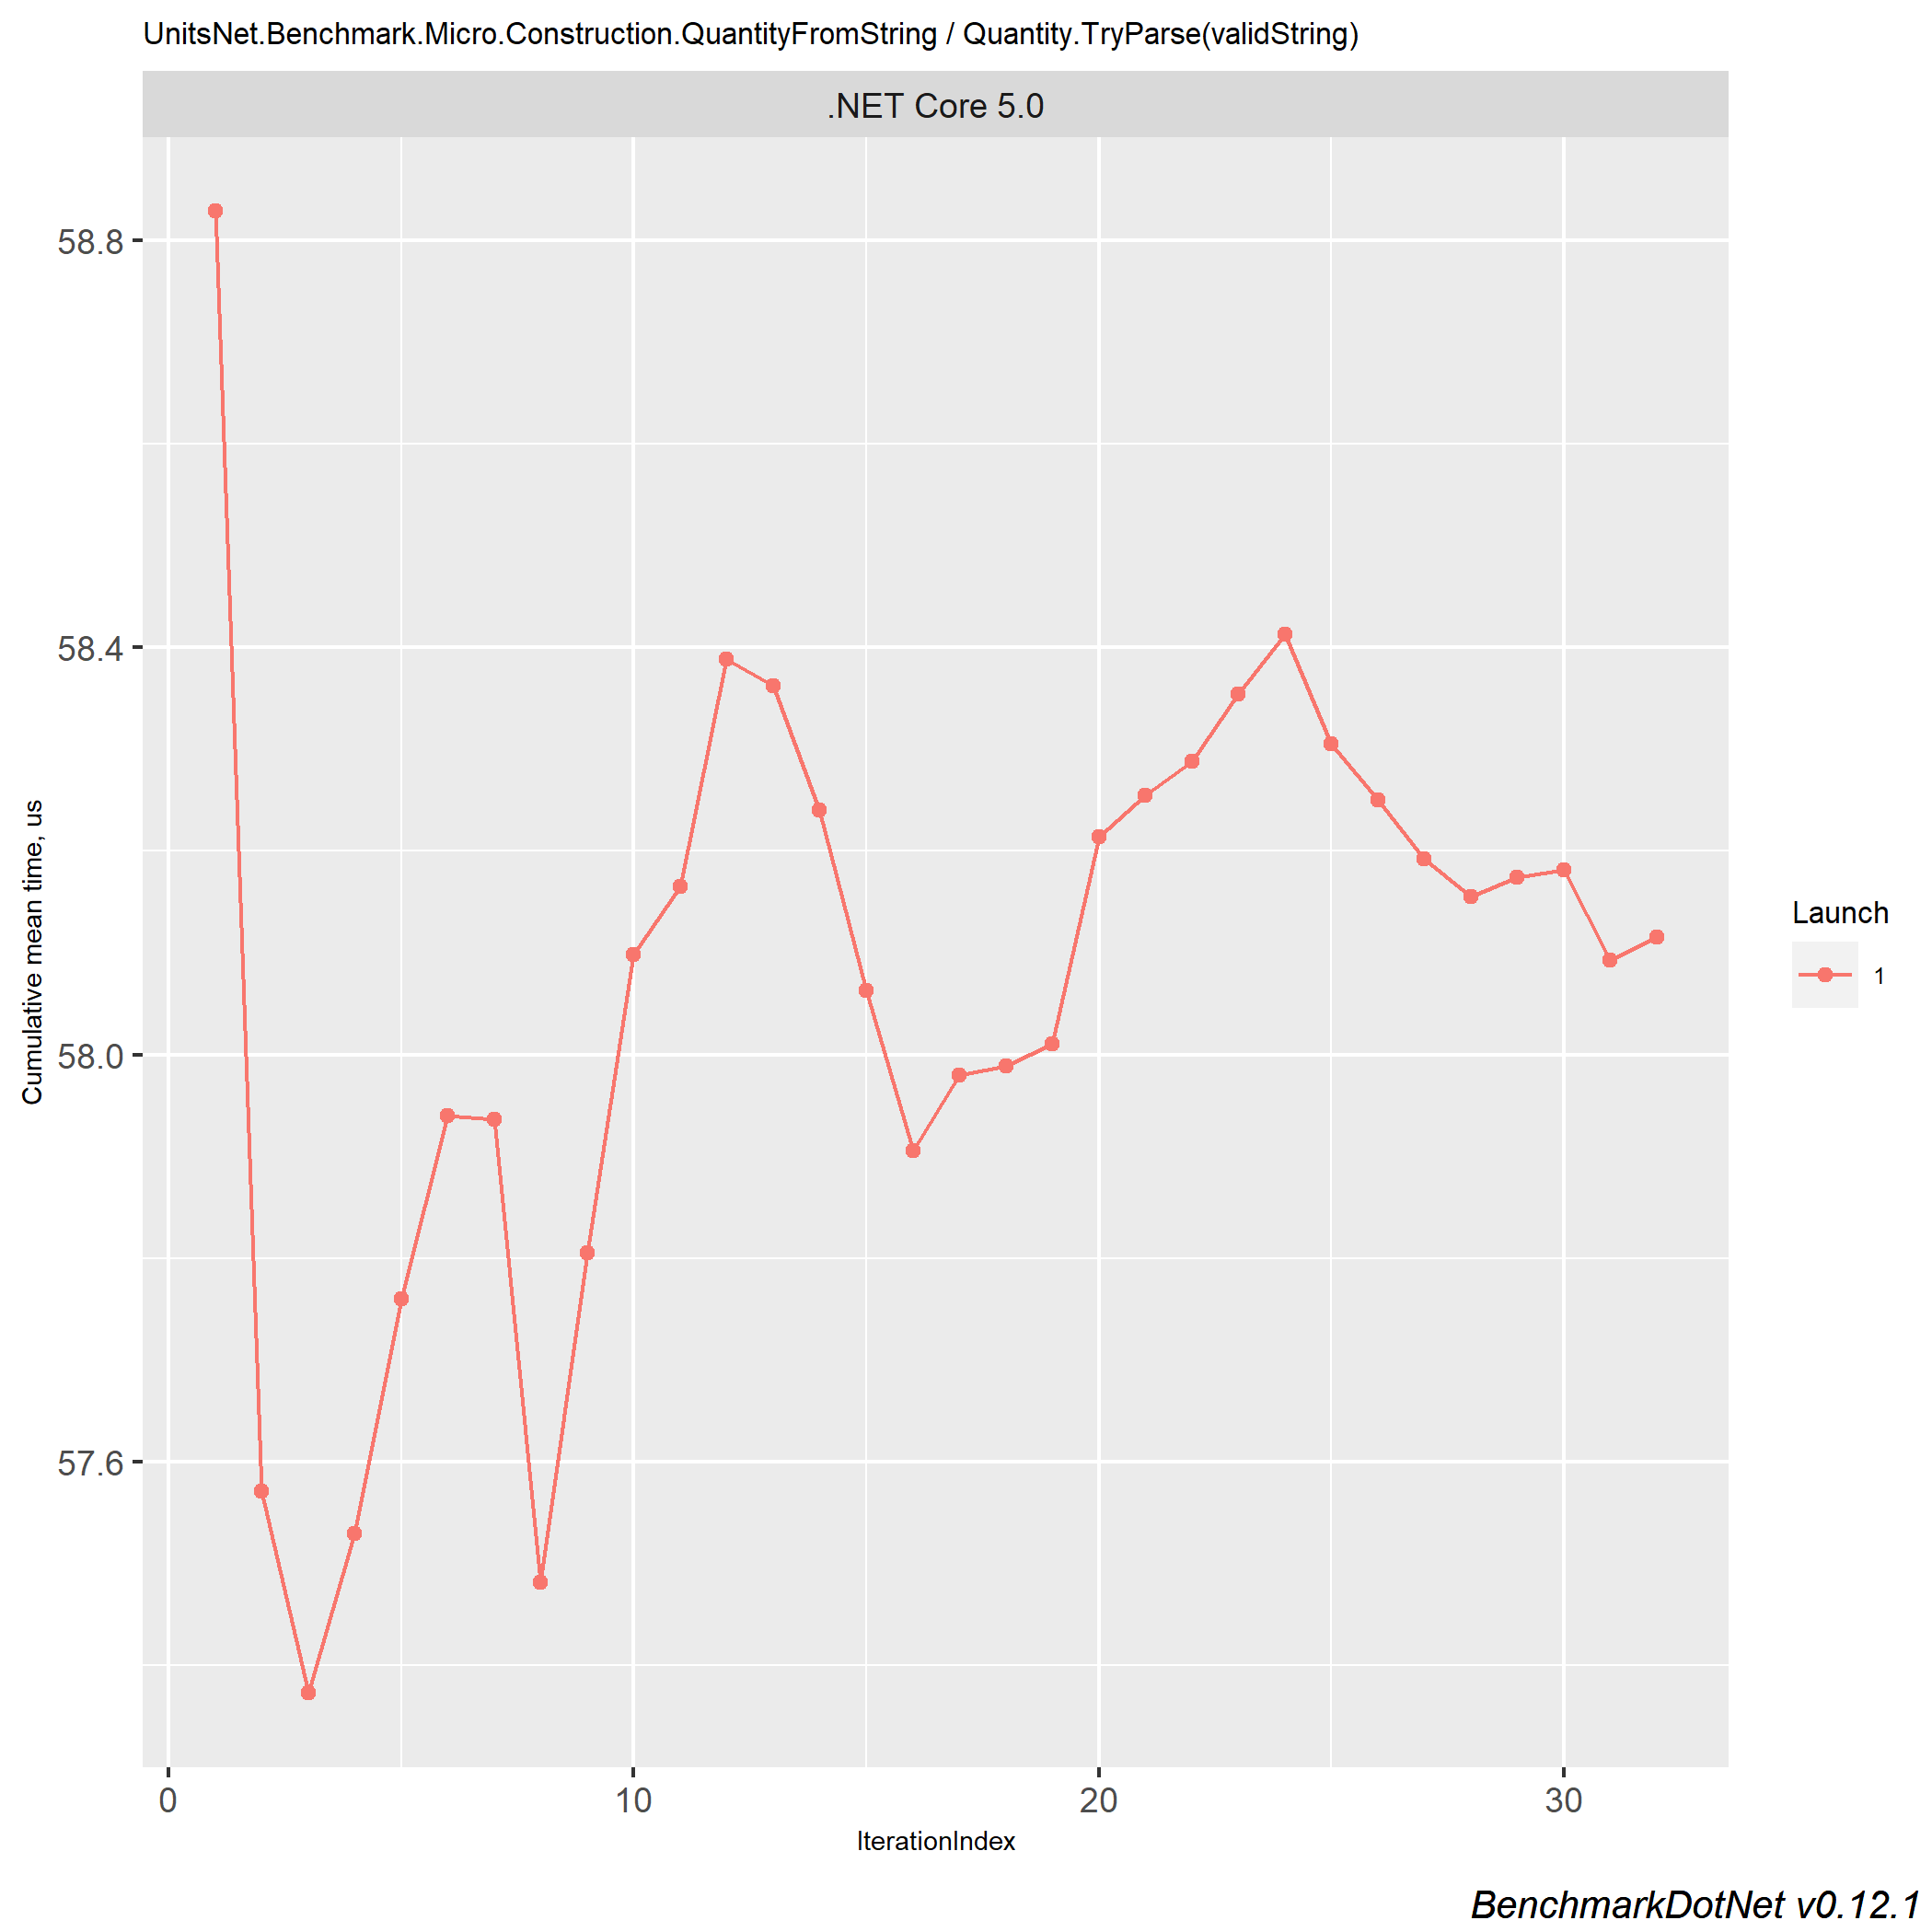 UnitsNet.Benchmark.Micro.Construction.QuantityFromString / Quantity.TryParse(validString)
.NET Core 5.0
58.8
58.4
58.0
57.6
Cumulative mean time, us
0 10 20 30
IterationIndex
Launch
1
BenchmarkDotNet v0.12.1